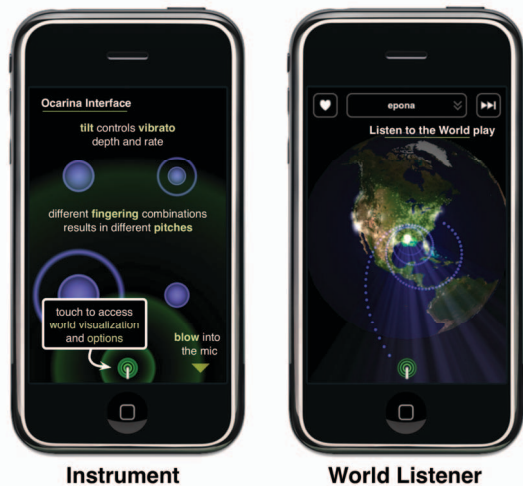 Ocarina Interface
tilt controls vibrato
depth and rate
different fingering combinations
results in different pitches
touch to access
world visualization
and options
blow into
the mic
Instrument
epona
Listen to the World play
World Listener